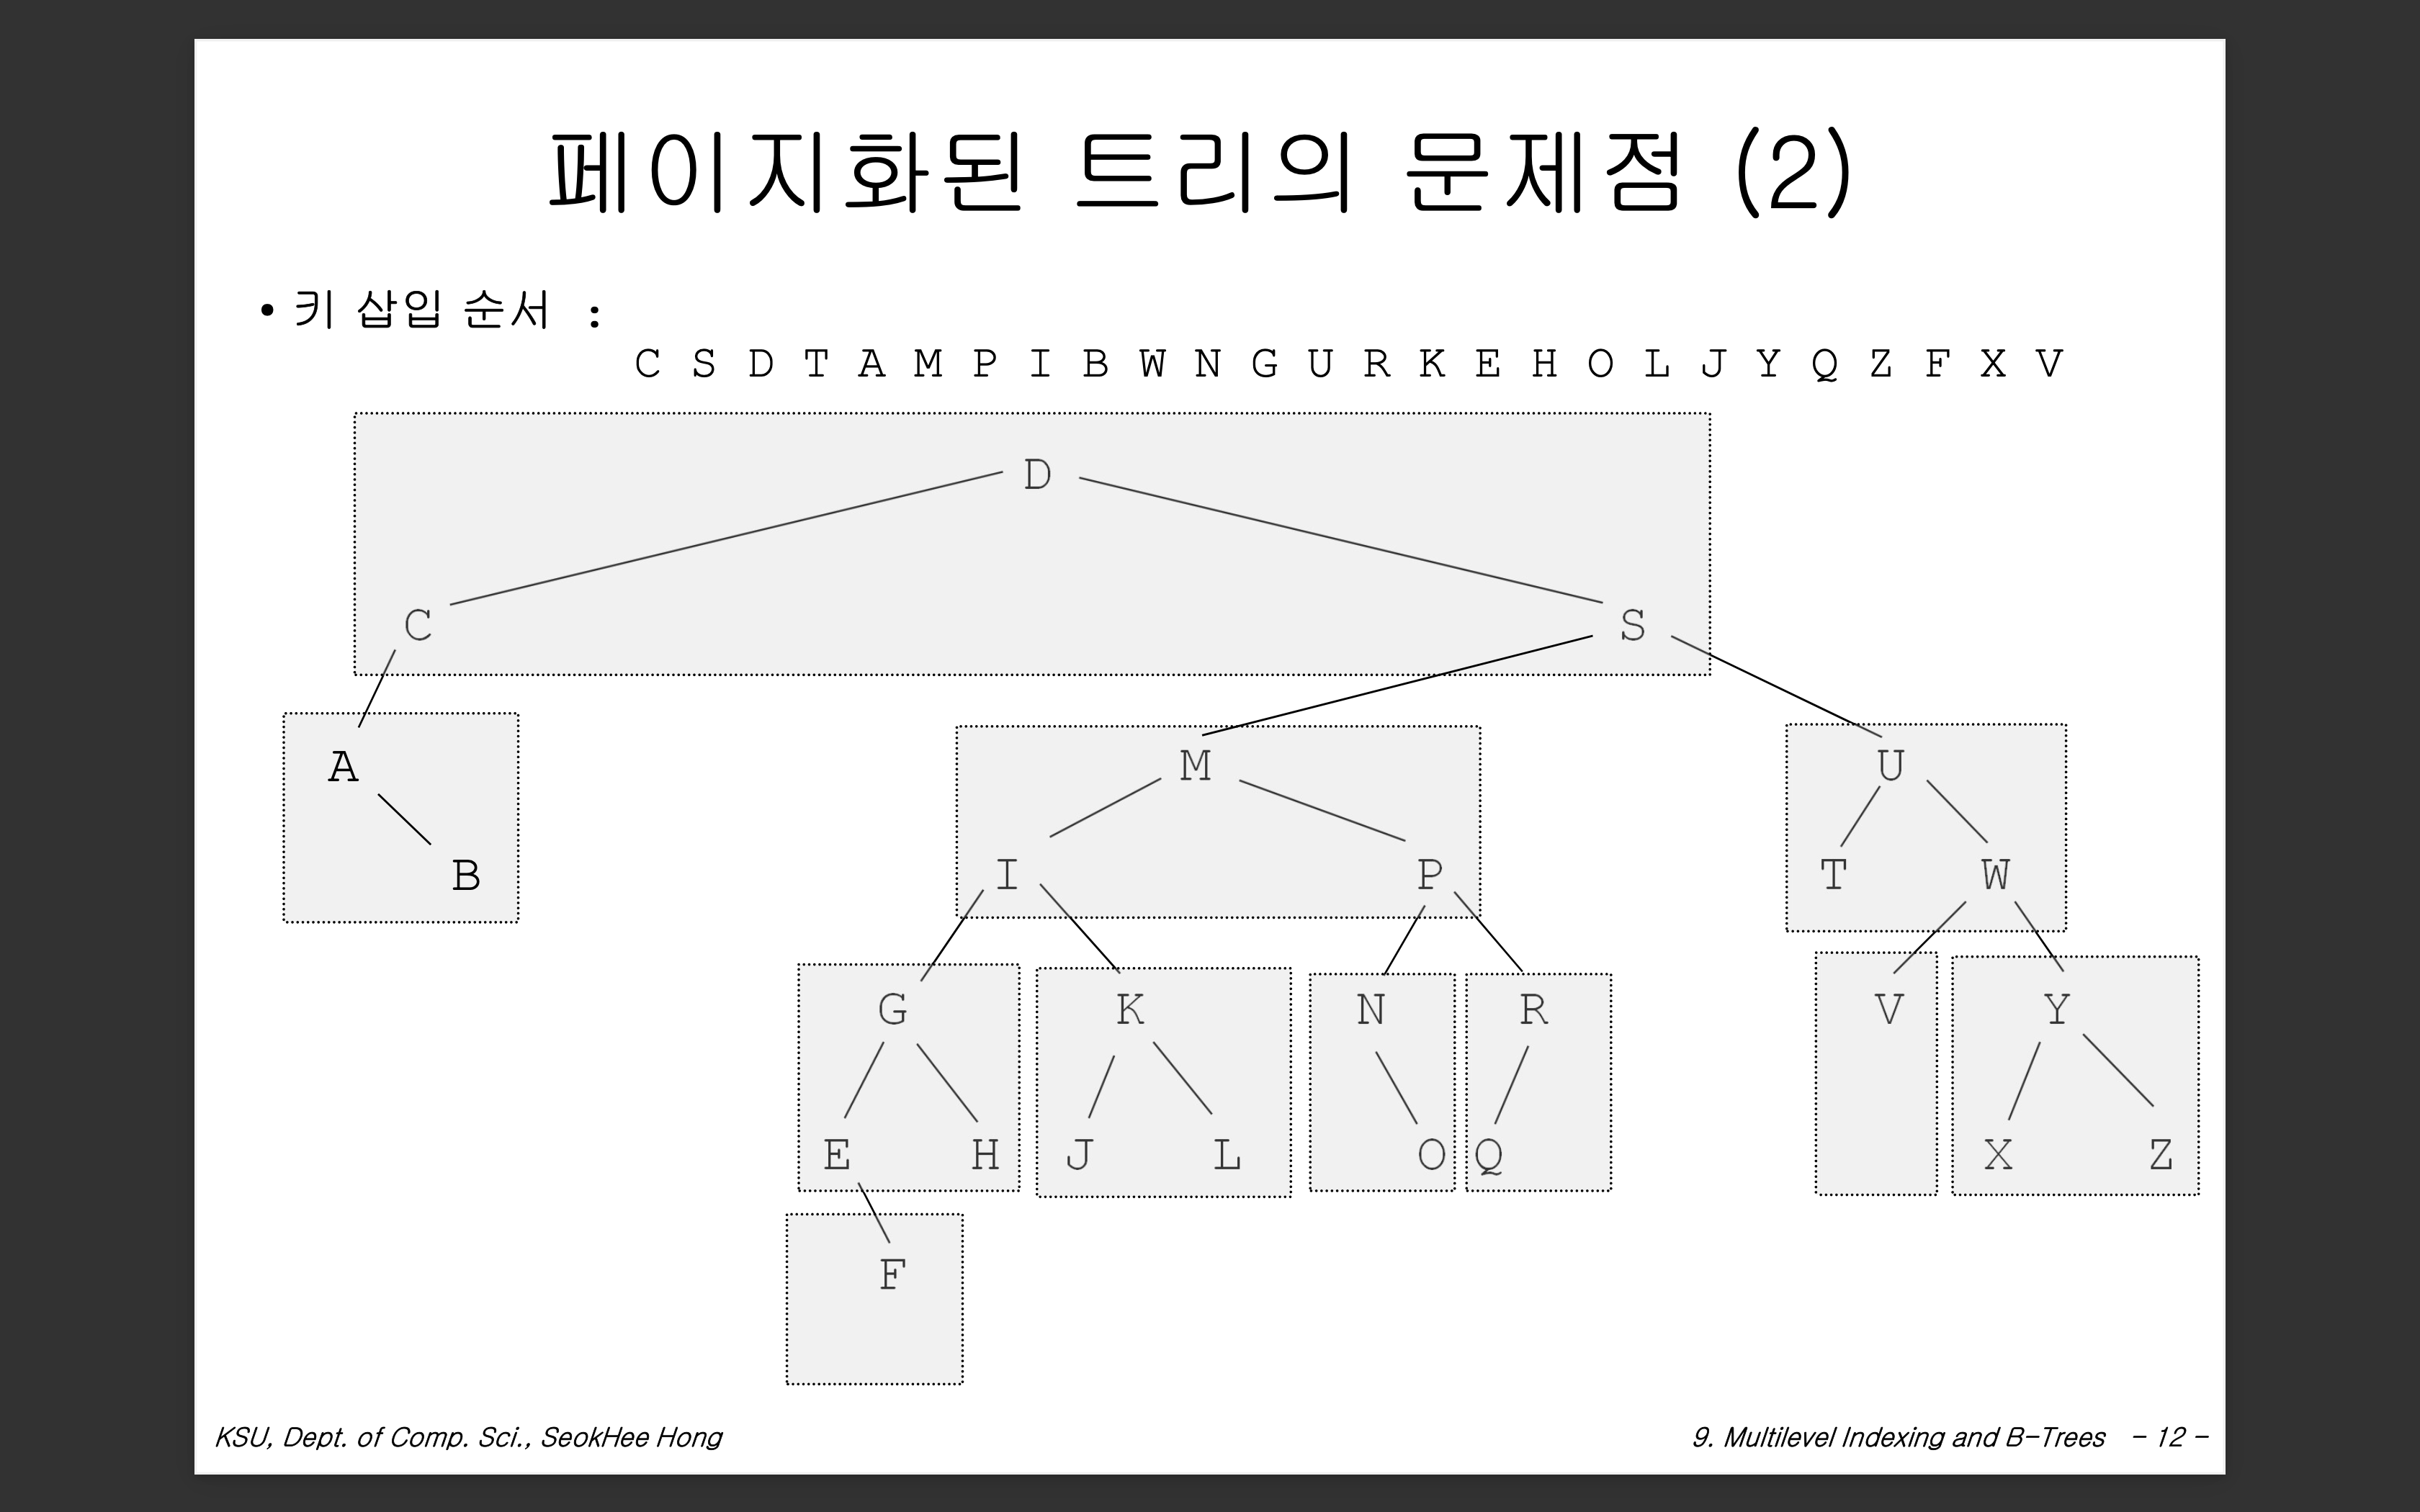 페이지화된 트리의 문제점 (2)
• 키 삽입 순서 :
C S D T A M P I B W N G U R K E H O L J Y Q Z F X V
D
C S
A M U
B I P T W
G K N R V Y
E H J L O Q X Z
F
KSU, Dept. of Comp. Sci., SeokHee Hong
9. Multilevel Indexing and B-Trees - 12 -